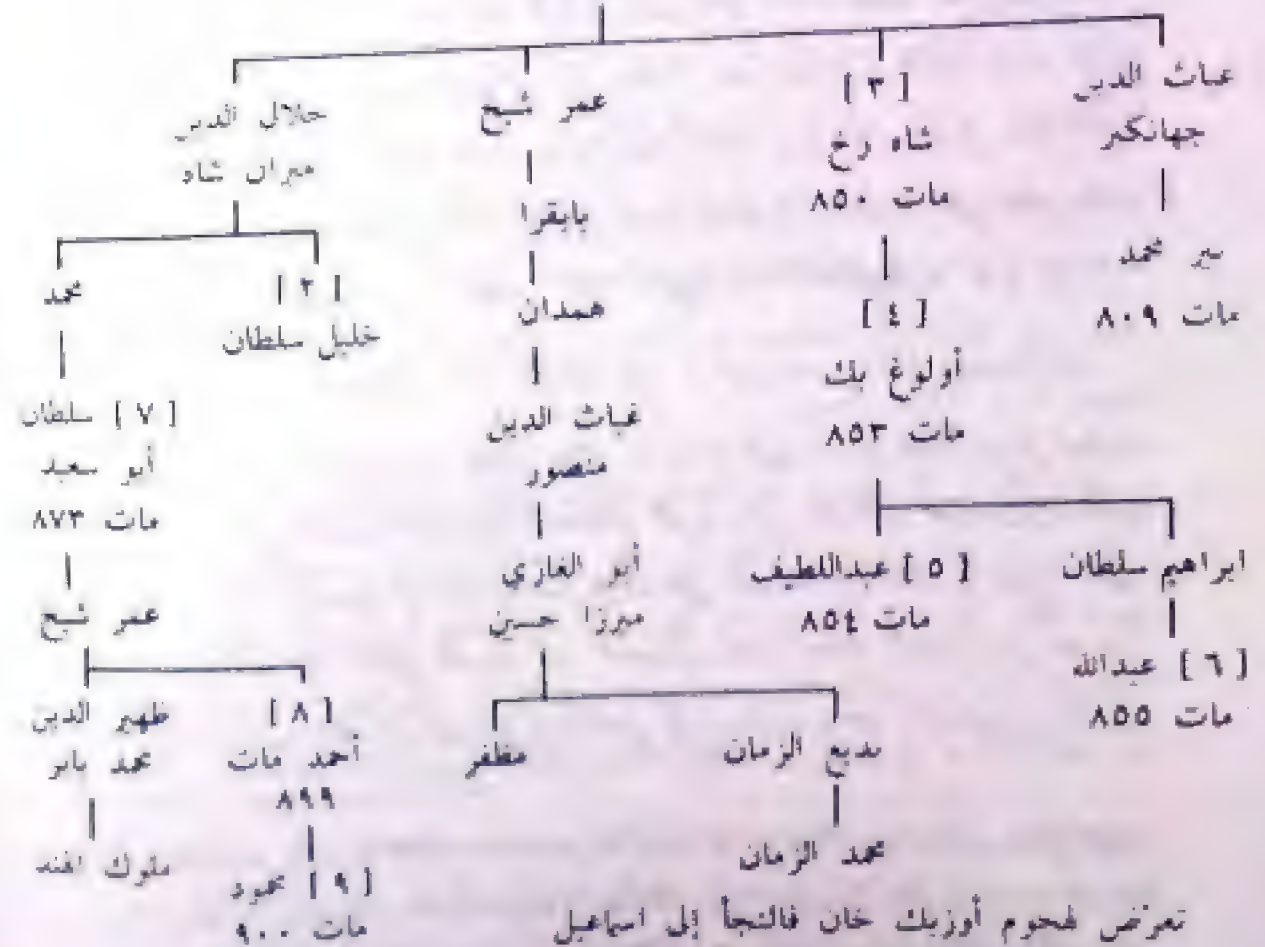 غياث الدين
جهانكير
بير محمد
مات ٨٠٩
[ ٣ ]
شاه رخ
مات ٨٥٠
[ ٤ ]
أولوغ بك
مات ٨٥٣
ابراهيم سلطان
[ ٦ ] عبدالله
مات ٨٥٥
[ ٥ ] عبداللطيف
مات ٨٥٤
عمر شيخ
بايقرا
همدان
غياث الدين
منصور
أبو الغازي
ميرزا حسين
بديع الزمان
محمد الزمان
مظفر
جلال الدين
ميران شاه
[ ٢ ]
خليل سلطان
محمد
[ ٧ ] سلطان
أبو سعيد
مات ٨٧٣
عمر شيخ
[ ٨ ]
أحمد مات
٨٩٩
[ ٩ ] محمود
مات ٩٠٠
ظهير الدين
محمد بابر
ملوك الهند
تعرض لهجوم أوزبك خان فالتجأ إلى اسماعيل